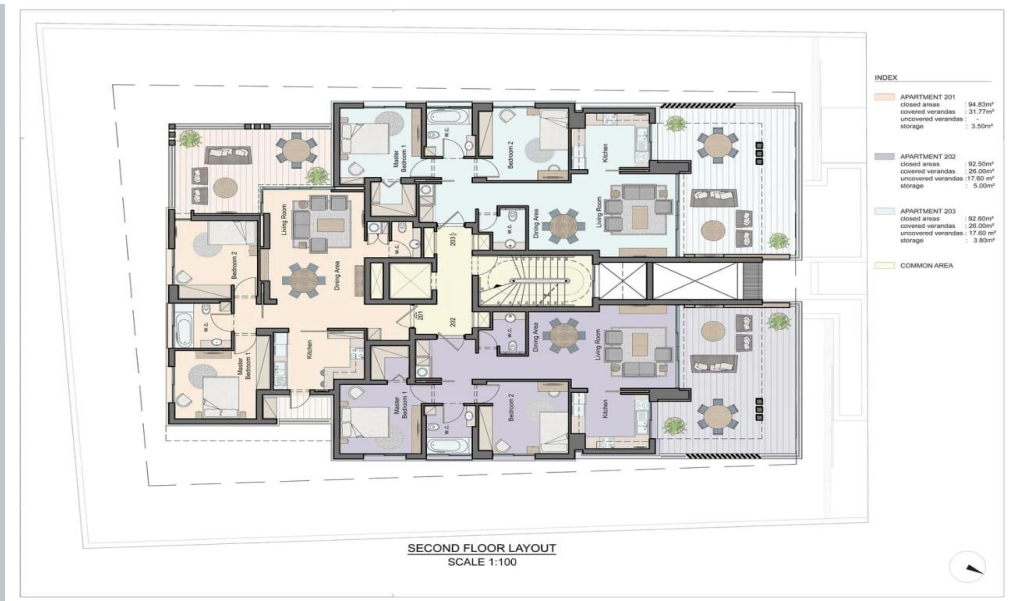 INDEX
APARTMENT 201
closed areas : 94.83m²
covered verandas : 31.77m²
uncovered verandas : -
storage : 3.50m²
APARTMENT 202
closed areas : 92.50m²
covered verandas : 26.00m²
uncovered verandas :17.60 m²
storage : 5.00m²
APARTMENT 203
closed areas : 92.60m²
covered verandas : 26.00m²
uncovered verandas : 17.60 m²
storage : 3.80m²
COMMON AREA
Master
Bedroom 1
w.c.
Bedroom 2
Kitchen
Living Room
Dining Area
w.c.
Dining Area
Living Room
w.c.
203
Bedroom 2
201
202
w.c.
Dining Area
Living Room
w.c.
Kitchen
Master
Bedroom 1
Master
Bedroom 1
w.c.
Bedroom 2
Kitchen
SECOND FLOOR LAYOUT
SCALE 1:100